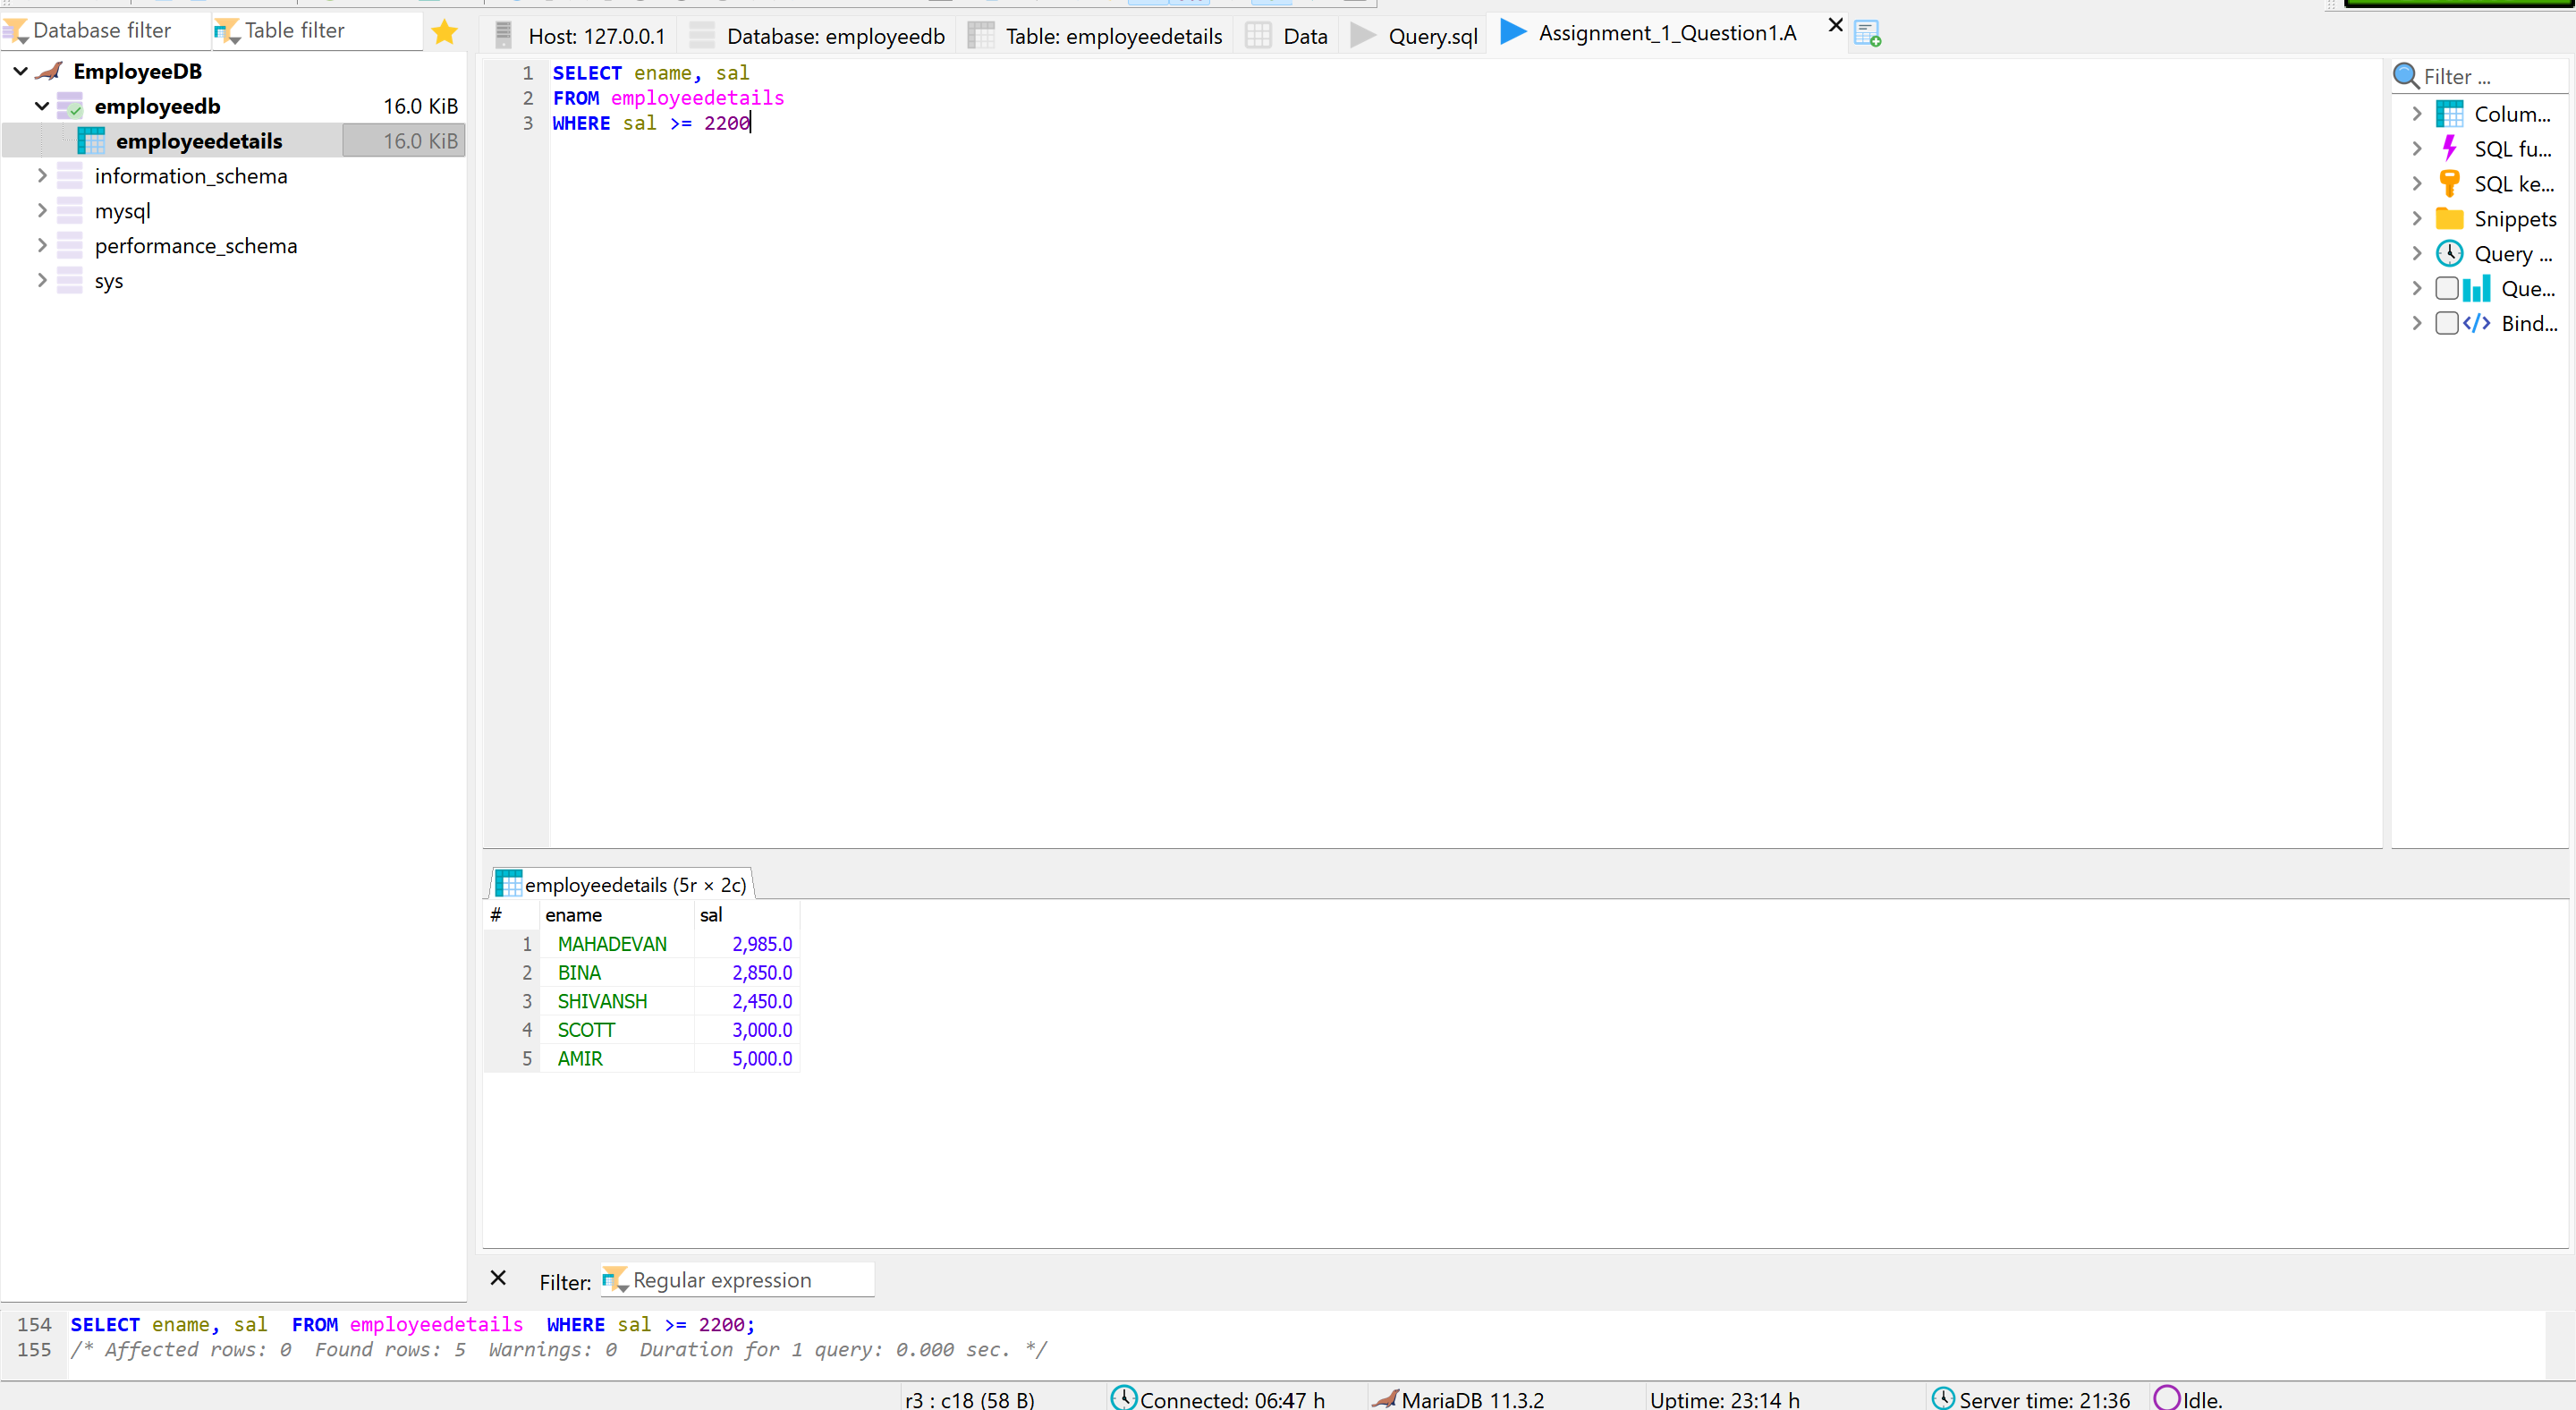 Database filter
Table filter
EmployeeDB
employeedb 16.0 KiB
employeedetails 16.0 KiB
information_schema
mysql
performance_schema
sys
Host: 127.0.0.1
Database: employeedb
Table: employeedetails
Data
Query.sql
Assignment_1_Question1.A
1 SELECT ename, sal
2 FROM employeedetails
3 WHERE sal >= 2200
Filter ...
Colum...
SQL fu...
SQL ke...
Snippets
Query ...
Que...
Bind...
employeedetails (5r × 2c)
# ename sal
1 MAHADEVAN 2,985.0
2 BINA 2,850.0
3 SHIVANSH 2,450.0
4 SCOTT 3,000.0
5 AMIR 5,000.0
Filter: Regular expression
154 SELECT ename, sal  FROM employeedetails  WHERE sal >= 2200;
155 /* Affected rows: 0  Found rows: 5  Warnings: 0  Duration for 1 query: 0.000 sec. */
r3 : c18 (58 B)
Connected: 06:47 h
MariaDB 11.3.2
Uptime: 23:14 h
Server time: 21:36
Idle.